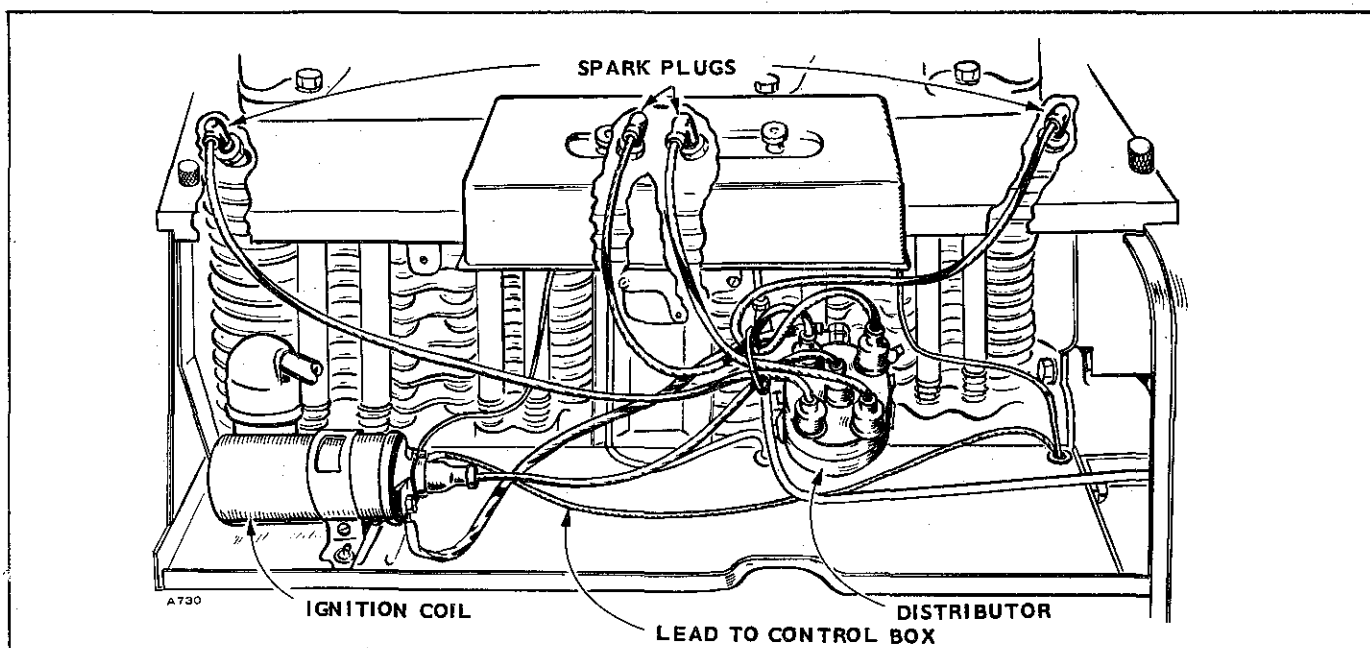 SPARK PLUGS
A730
IGNITION COIL
DISTRIBUTOR
LEAD TO CONTROL BOX